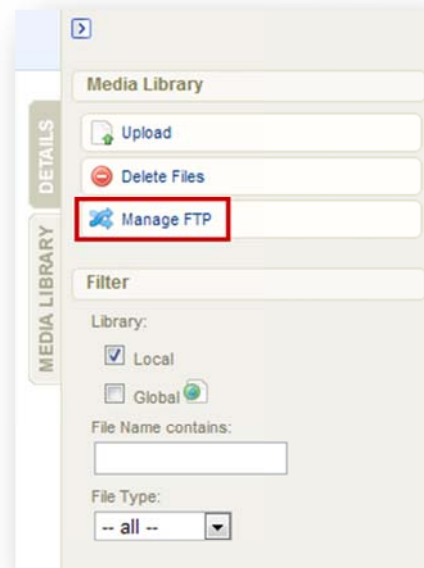 Media Library
Upload
Delete Files
Manage FTP
Filter
Library:
Local
Global
File Name contains:
File Type:
-- all --
DETAILS
MEDIA LIBRARY